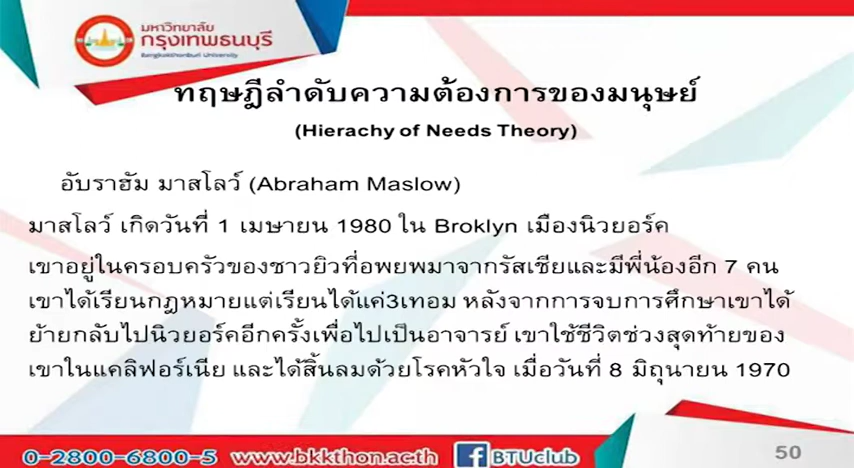 มหาวิทยาลัย
กรุงเทพธนบุรี
Bangkokthonburi University
ทฤษฎีลำดับความต้องการของมนุษย์
(Hierachy of Needs Theory)
อับราฮัม มาสโลว์ (Abraham Maslow)
มาสโลว์ เกิดวันที่ 1 เมษายน 1980 ใน Broklyn เมืองนิวยอร์ค
เขาอยู่ในครอบครัวของชาวยิวที่อพยพมาจากรัสเซียและมีพี่น้องอีก 7 คน
เขาได้เรียนกฎหมายแต่เรียนได้แค่3เทอม หลังจากการจบการศึกษาเขาได้
ย้ายกลับไปนิวยอร์คอีกครั้งเพื่อไปเป็นอาจารย์ เขาใช้ชีวิตช่วงสุดท้ายของ
เขาในแคลิฟอร์เนีย และได้สิ้นลมด้วยโรคหัวใจ เมื่อวันที่ 8 มิถุนายน 1970
0-2800-6800-5 www.bkkthon.ac.th f BTUclub
50